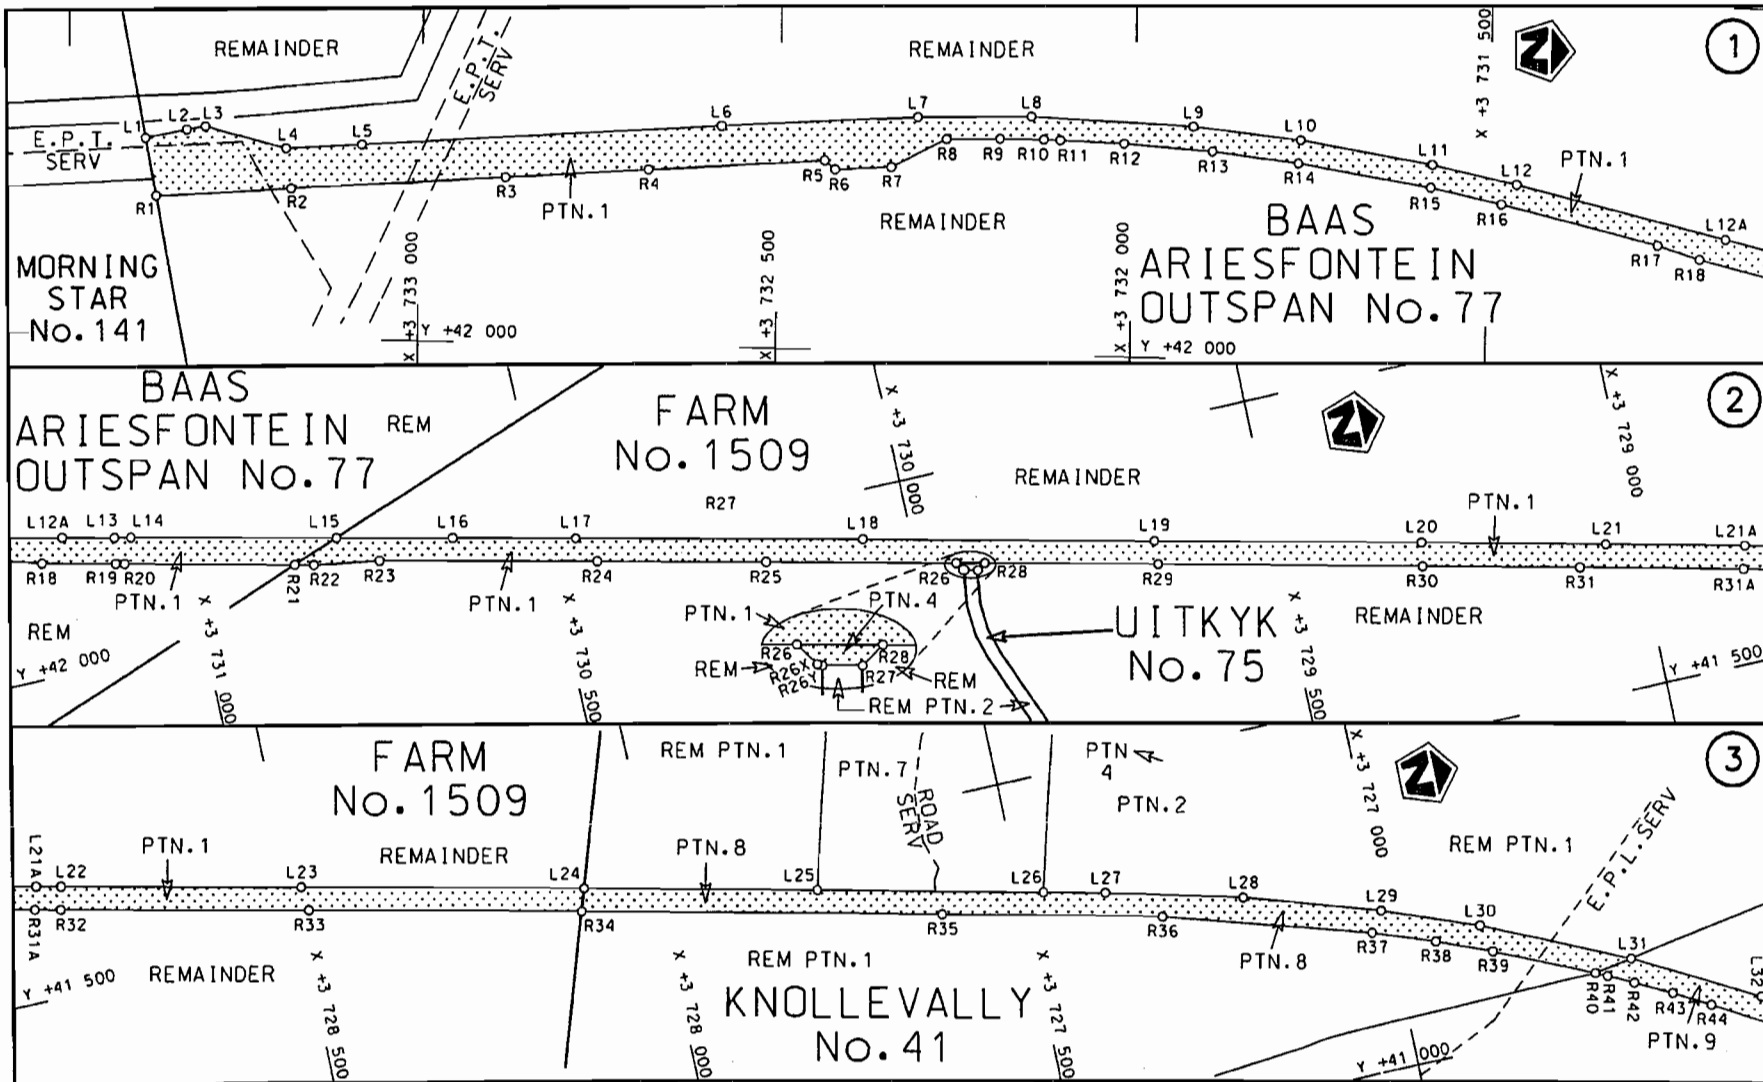 REMAINDER
E.P.T.
SERV
REMAINDER
X +3 731 500
N
1
L1
L2
L3
L4
L5
L6
L7
L8
L9
L10
L11
L12
PTN.1
L12A
E.P.T.
SERV
R1
R2
R3
PTN.1
R4
R5
R6
R7
R8
R9
R10
R11
R12
R13
R14
R15
R16
R17
R18
REMAINDER
MORNING
STAR
No.141
X +3 733 000
Y +42 000
X +3 732 500
X +3 732 000
Y +42 000
BAAS
ARIESFONTEIN
OUTSPAN No.77
BAAS
ARIESFONTEIN
OUTSPAN No.77
REM
FARM
No.1509
R27
X +3 730 000
REMAINDER
N
X +3 729 000
2
PTN.1
L12A
L13
L14
L15
L16
L17
L18
L19
L20
L21
L21A
R18
R19
R20
PTN.1
R21
R22
R23
PTN.1
R24
R25
R26
R28
R29
R30
R31
R31A
REM
Y +42 000
X +3 731 000
X +3 730 500
PTN.1
PTN.4
R26
R28
REM
R26X
R26Y
R27
REM
REM PTN.2
UITKYK
No.75
X +3 729 500
REMAINDER
Y +41 500
FARM
No.1509
REM PTN.1
PTN.7
ROAD
SERV
PTN
4
PTN.2
X +3 727 000
N
3
REM PTN.1
E.P.L.SERV
L21A
L22
PTN.1
L23
REMAINDER
L24
PTN.8
L25
L26
L27
L28
L29
L30
L31
L32
R31A
R32
R33
R34
R35
R36
PTN.8
R37
R38
R39
R40
R41
R42
R43
R44
PTN.9
Y +41 500
REMAINDER
X +3 728 500
X +3 728 000
REM PTN.1
KNOLLEVALLY
No.41
X +3 727 500
Y +41 000